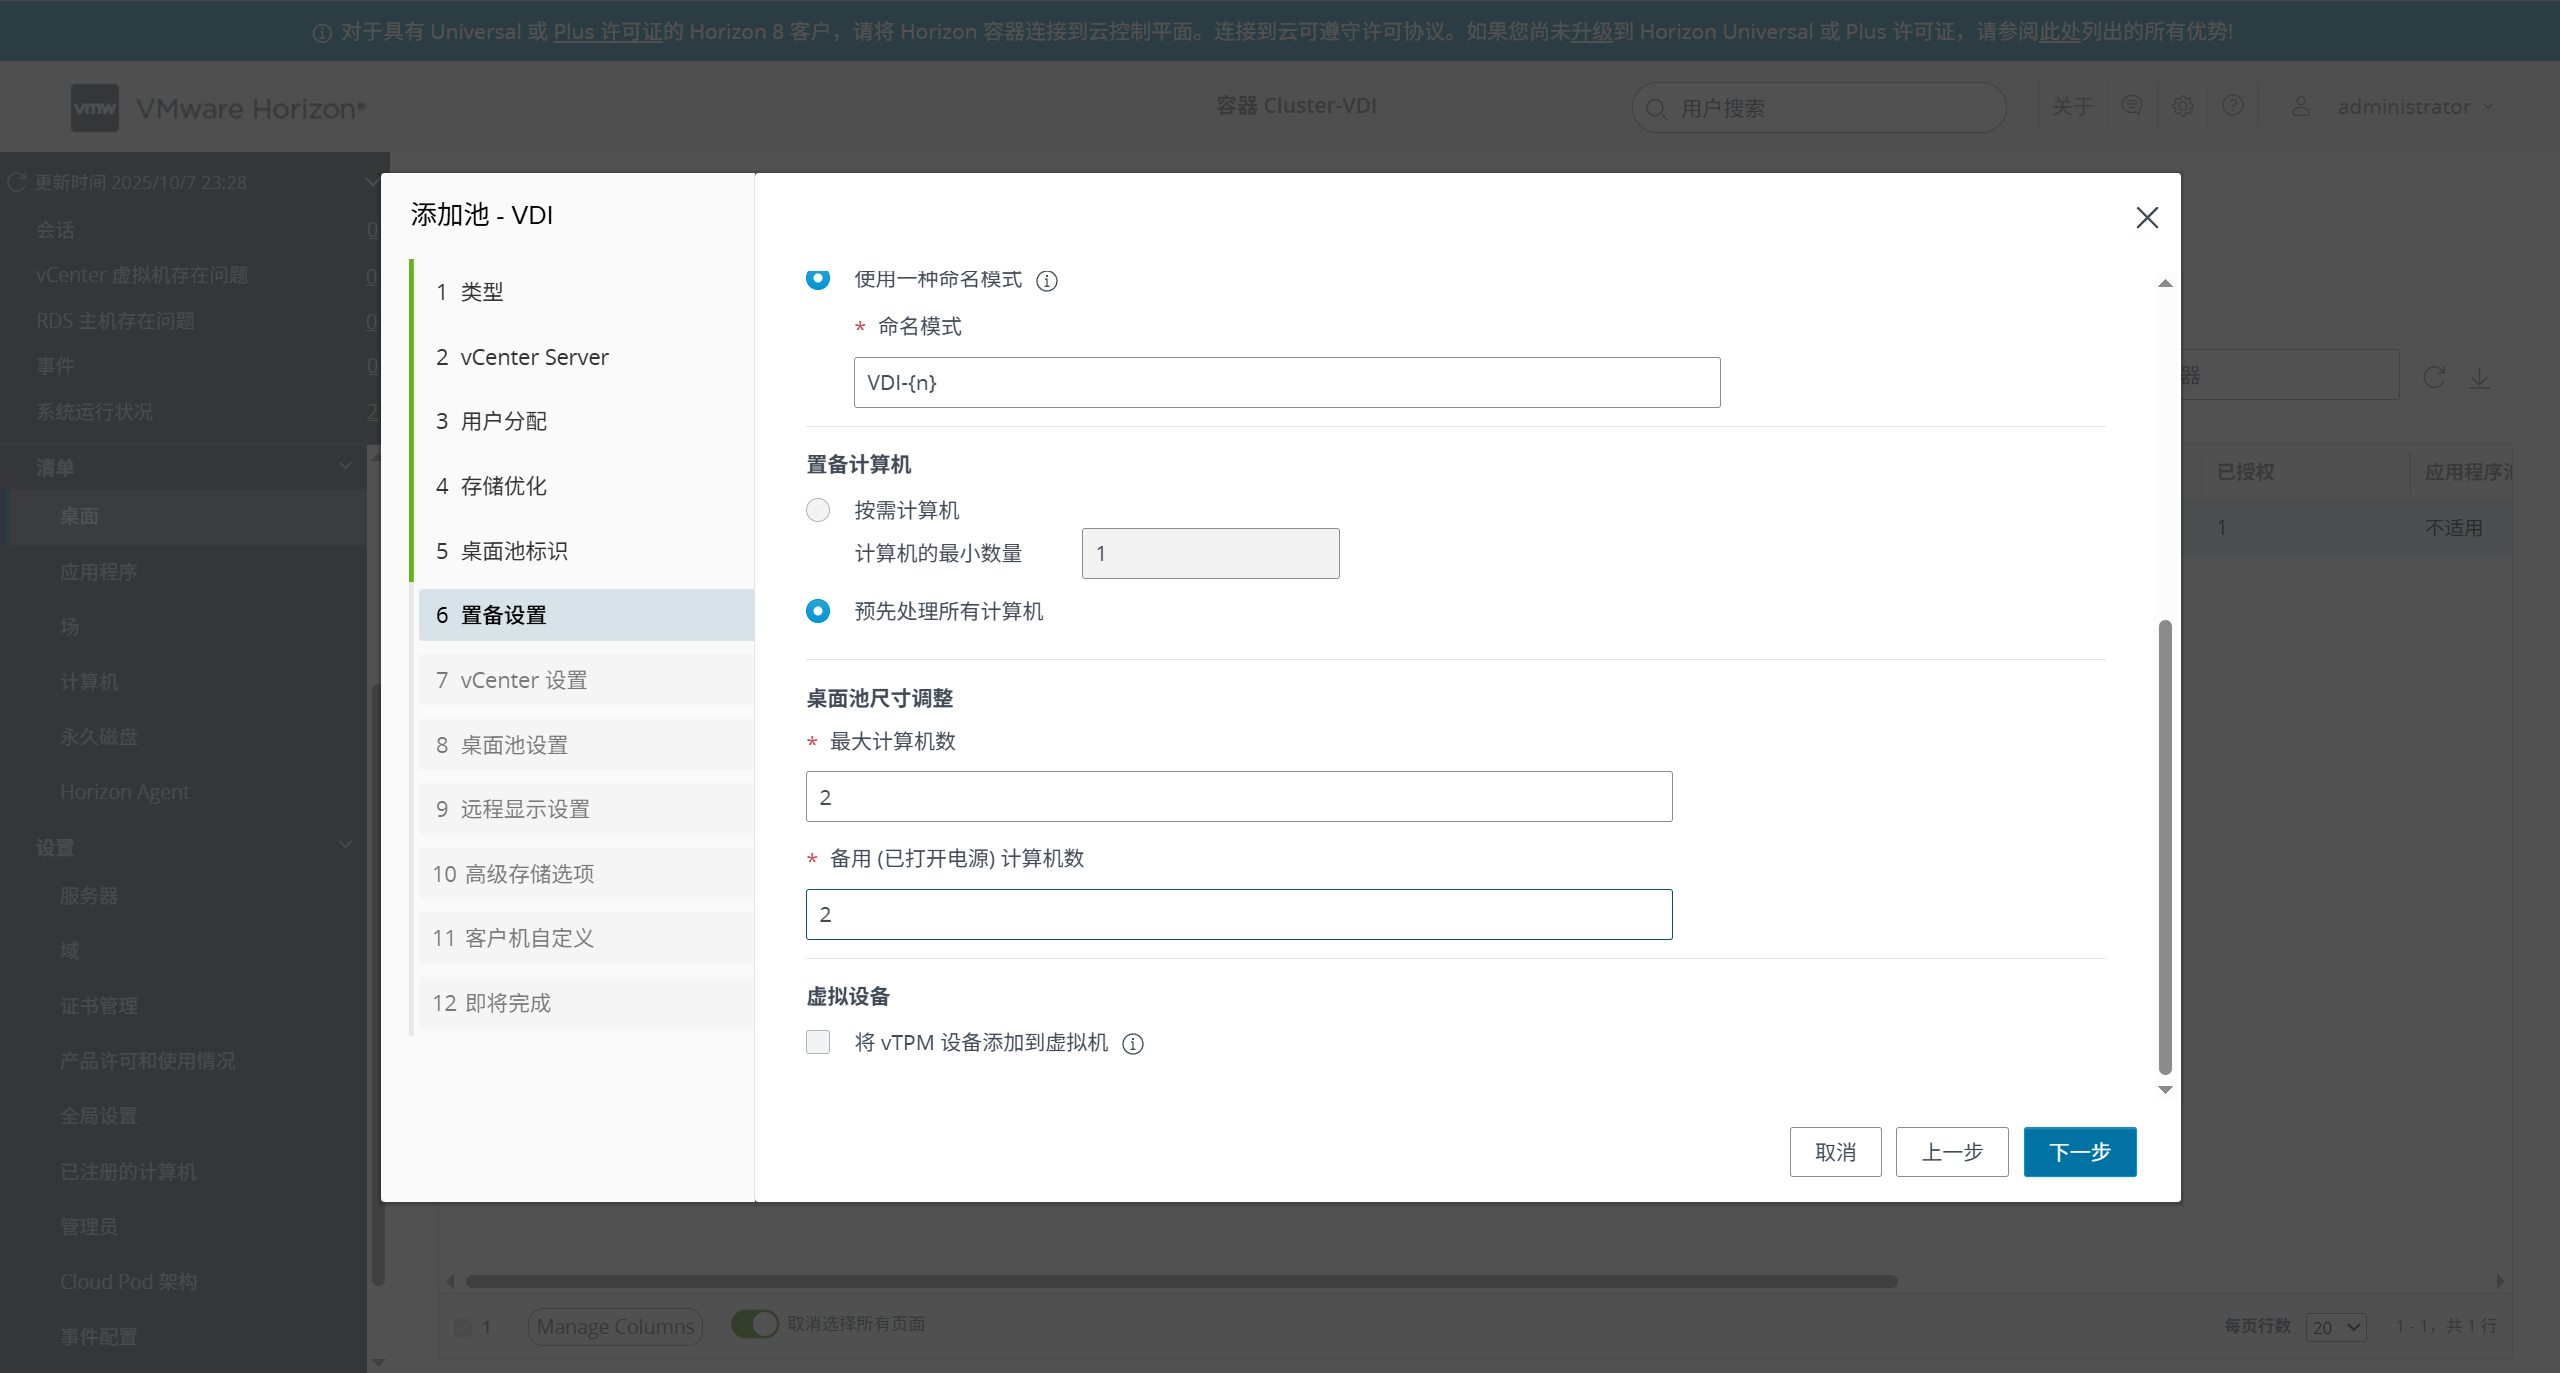 对于具有 Universal 或 Plus 许可证的 Horizon 8 客户，请将 Horizon 容器连接到云控制平面。连接到云可遵守许可协议。如果您尚未升级到 Horizon Universal 或 Plus 许可证，请参阅此处列出的所有优势!
vmw VMware Horizon®
容器 Cluster-VDI
用户搜索
关于
administrator
更新时间 2025/10/7 23:28
会话 0
vCenter 虚拟机存在问题 0
RDS 主机存在问题 0
事件 0
系统运行状况 2
清单
桌面
应用程序
场
计算机
永久磁盘
Horizon Agent
设置
服务器
域
证书管理
产品许可和使用情况
全局设置
已注册的计算机
管理员
Cloud Pod 架构
事件配置
添加池 - VDI
1 类型
2 vCenter Server
3 用户分配
4 存储优化
5 桌面池标识
6 置备设置
7 vCenter 设置
8 桌面池设置
9 远程显示设置
10 高级存储选项
11 客户机自定义
12 即将完成
使用一种命名模式
* 命名模式
VDI-{n}
置备计算机
按需计算机
计算机的最小数量 1
预先处理所有计算机
桌面池尺寸调整
* 最大计算机数
2
* 备用 (已打开电源) 计算机数
2
虚拟设备
将 vTPM 设备添加到虚拟机
取消 上一步 下一步
器
已授权 应用程序
1 不适用
1 Manage Columns 取消选择所有页面
每页行数 20 1 - 1，共 1 行